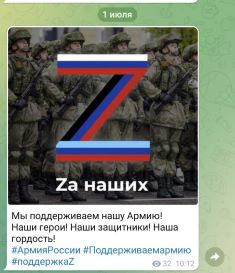 1 июля
Zа наших
Мы поддерживаем нашу Армию!
Наши герои! Наши защитники! Наша
гордость!
#АрмияРоссии #Поддерживаемармию
#поддержкаZ
32 10:12